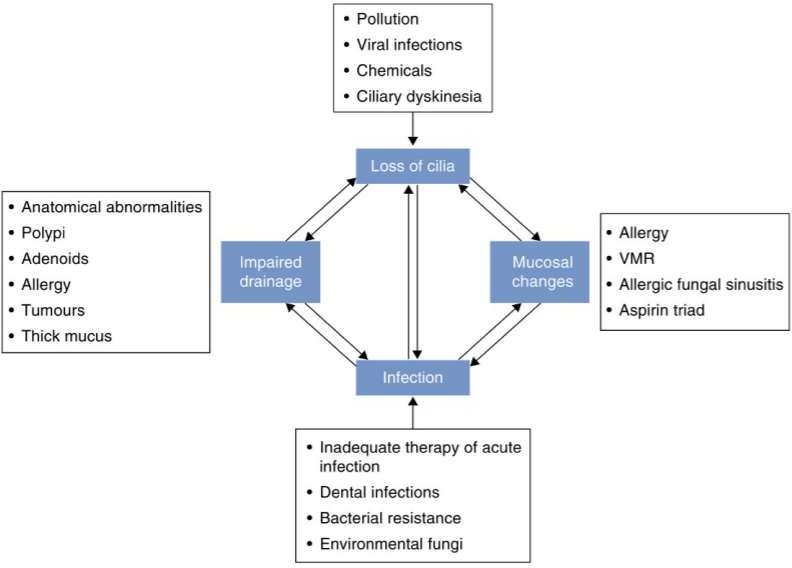 • Pollution
• Viral infections
• Chemicals
• Ciliary dyskinesia
Loss of cilia
• Anatomical abnormalities
• Polypi
• Adenoids
• Allergy
• Tumours
• Thick mucus
Impaired
drainage
Mucosal
changes
• Allergy
• VMR
• Allergic fungal sinusitis
• Aspirin triad
Infection
• Inadequate therapy of acute
infection
• Dental infections
• Bacterial resistance
• Environmental fungi